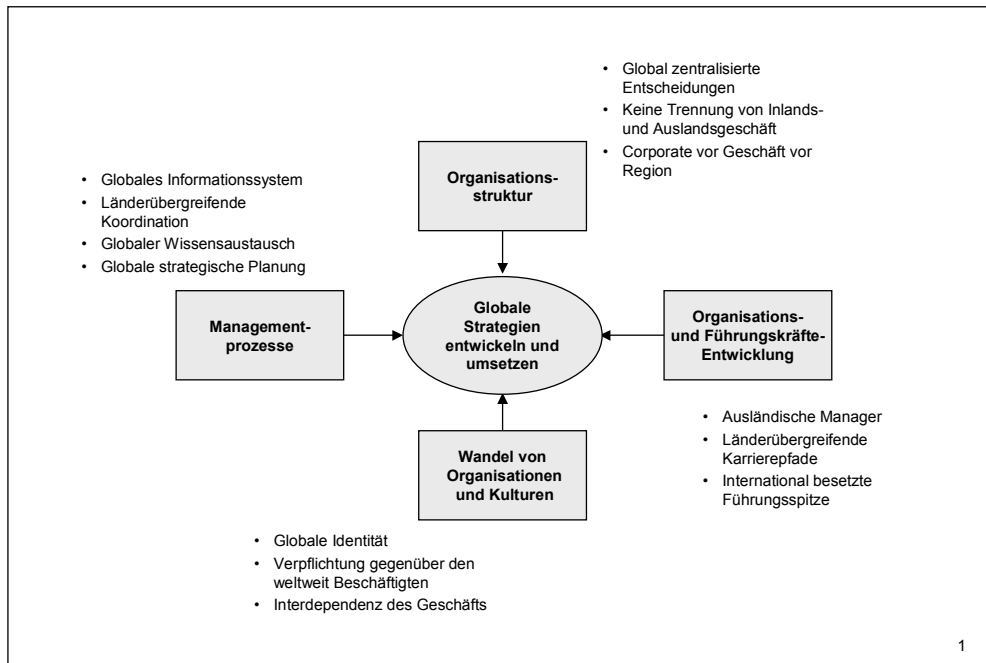 • Global zentralisierte
Entscheidungen
• Keine Trennung von Inlands-
und Auslandsgeschäft
• Corporate vor Geschäft vor
Region
Organisations-
struktur
• Globales Informationssystem
• Länderübergreifende
Koordination
• Globaler Wissensaustausch
• Globale strategische Planung
Management-
prozesse
Globale
Strategien
entwickeln und
umsetzen
Organisations-
und Führungskräfte-
Entwicklung
• Ausländische Manager
• Länderübergreifende
Karrierepfade
• International besetzte
Führungsspitze
Wandel von
Organisationen
und Kulturen
• Globale Identität
• Verpflichtung gegenüber den
weltweit Beschäftigten
• Interdependenz des Geschäfts
1